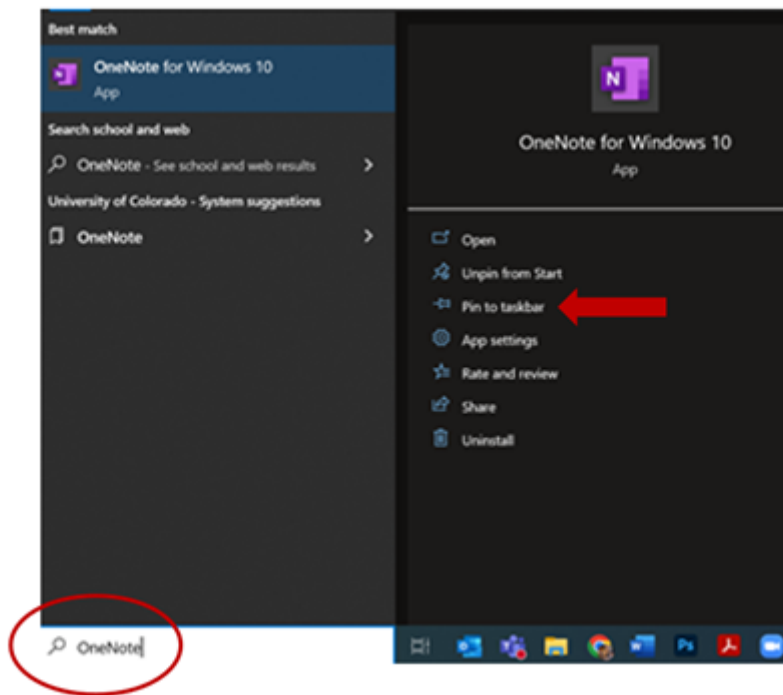 Best match
OneNote for Windows 10
App
Search school and web
OneNote - See school and web results
University of Colorado - System suggestions
OneNote
OneNote
N
OneNote for Windows 10
App
Open
Unpin from Start
Pin to taskbar
App settings
Rate and review
Share
Uninstall
Ps